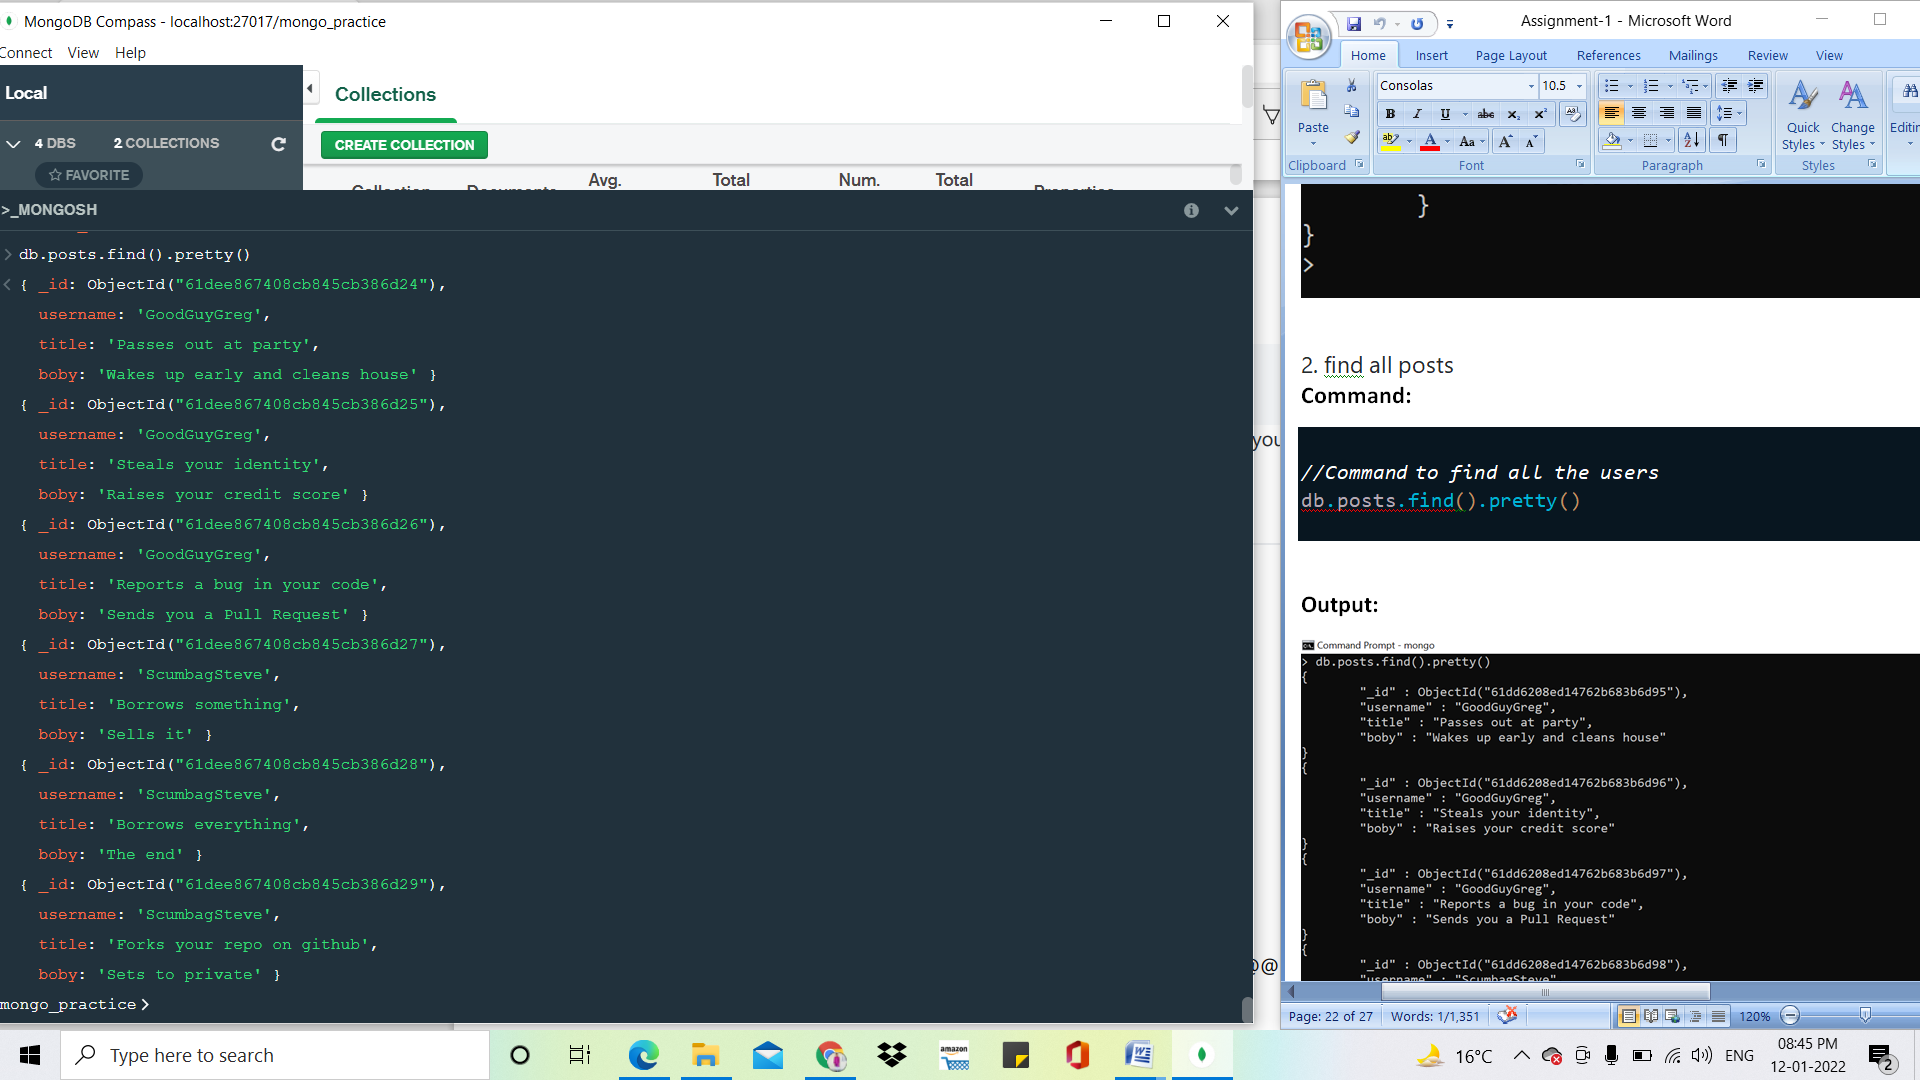 MongoDB Compass - localhost:27017/mongo_practice
Connect View Help
Local
4 DBS 2 COLLECTIONS
FAVORITE
Collections
CREATE COLLECTION
Collection Documents Avg. Total Num. Total Properties
>_MONGOSH
> db.posts.find().pretty()
< { _id: ObjectId("61dee867408cb845cb386d24"),
username: 'GoodGuyGreg',
title: 'Passes out at party',
boby: 'Wakes up early and cleans house' }
{ _id: ObjectId("61dee867408cb845cb386d25"),
username: 'GoodGuyGreg',
title: 'Steals your identity',
boby: 'Raises your credit score' }
{ _id: ObjectId("61dee867408cb845cb386d26"),
username: 'GoodGuyGreg',
title: 'Reports a bug in your code',
boby: 'Sends you a Pull Request' }
{ _id: ObjectId("61dee867408cb845cb386d27"),
username: 'ScumbagSteve',
title: 'Borrows something',
boby: 'Sells it' }
{ _id: ObjectId("61dee867408cb845cb386d28"),
username: 'ScumbagSteve',
title: 'Borrows everything',
boby: 'The end' }
{ _id: ObjectId("61dee867408cb845cb386d29"),
username: 'ScumbagSteve',
title: 'Forks your repo on github',
boby: 'Sets to private' }
mongo_practice >
you
@@
Assignment-1 - Microsoft Word
Home Insert Page Layout References Mailings Review View
Consolas 10.5
Paste
Quick Styles
Change Styles
Clipboard Font Paragraph Styles
}
}
>
2. find all posts
Command:
//Command to find all the users
db.posts.find().pretty()
Output:
Command Prompt - mongo
> db.posts.find().pretty()
{
"_id" : ObjectId("61dd6208ed14762b683b6d95"),
"username" : "GoodGuyGreg",
"title" : "Passes out at party",
"boby" : "Wakes up early and cleans house"
}
{
"_id" : ObjectId("61dd6208ed14762b683b6d96"),
"username" : "GoodGuyGreg",
"title" : "Steals your identity",
"boby" : "Raises your credit score"
}
{
"_id" : ObjectId("61dd6208ed14762b683b6d97"),
"username" : "GoodGuyGreg",
"title" : "Reports a bug in your code",
"boby" : "Sends you a Pull Request"
}
{
"_id" : ObjectId("61dd6208ed14762b683b6d98"),
"username" : "ScumbagSteve"
Page: 22 of 27 Words: 1/1,351 120%
Type here to search
amazon
16°C ENG
08:45 PM
12-01-2022
2